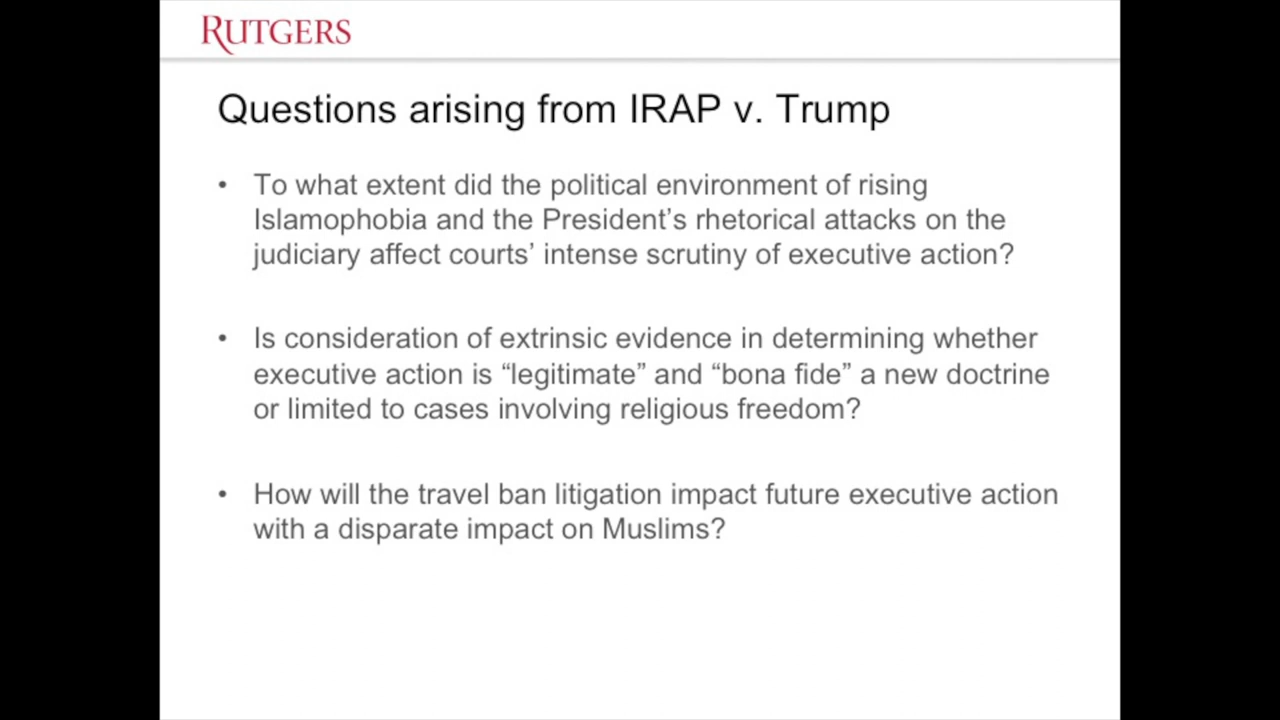 RUTGERS
Questions arising from IRAP v. Trump
• To what extent did the political environment of rising
Islamophobia and the President’s rhetorical attacks on the
judiciary affect courts’ intense scrutiny of executive action?
• Is consideration of extrinsic evidence in determining whether
executive action is “legitimate” and “bona fide” a new doctrine
or limited to cases involving religious freedom?
• How will the travel ban litigation impact future executive action
with a disparate impact on Muslims?